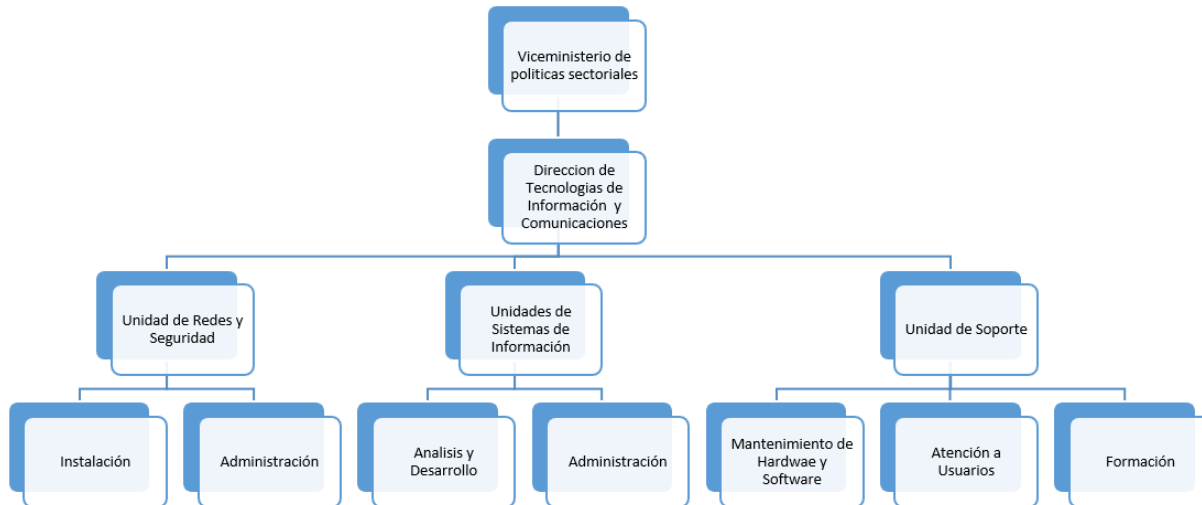 Viceministerio de
politicas sectoriales
Direccion de
Tecnologias de
Información y
Comunicaciones
Unidad de Redes y
Seguridad
Unidades de
Sistemas de
Información
Unidad de Soporte
Instalación
Administración
Analisis y
Desarrollo
Administración
Mantenimiento de
Hardwae y
Software
Atención a
Usuarios
Formación